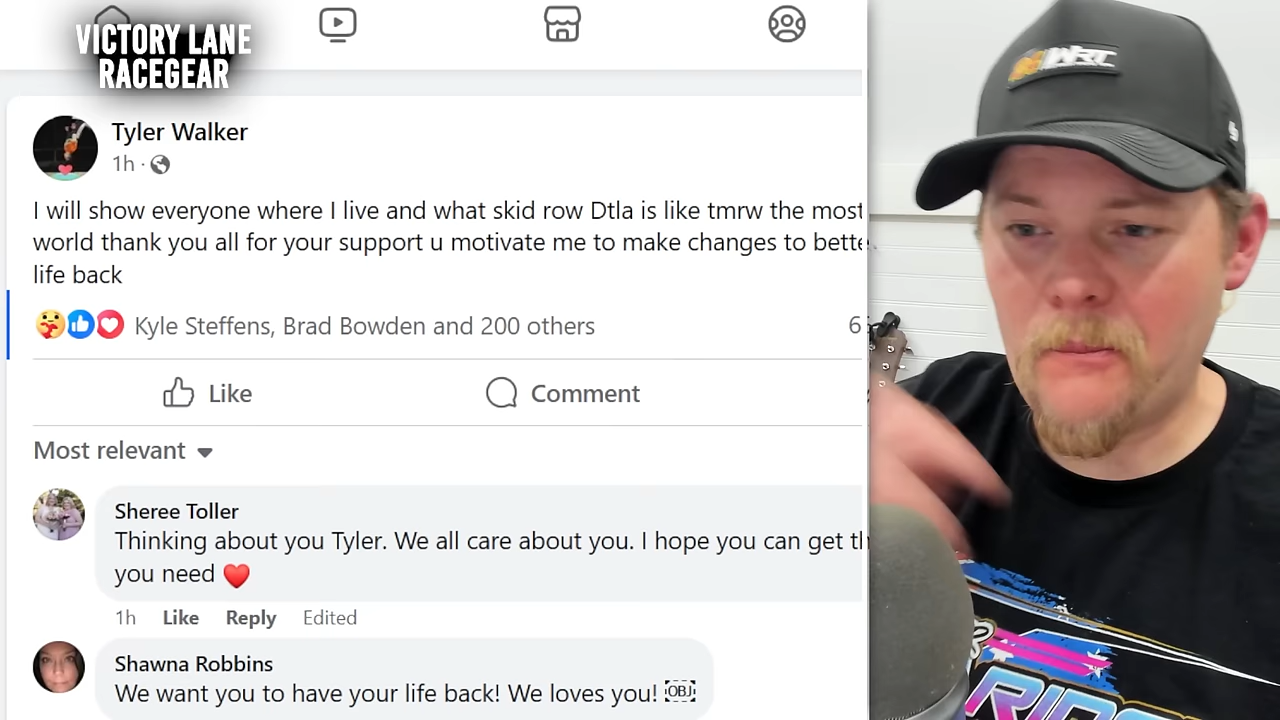 VICTORY LANE
RACEGEAR
Tyler Walker
1h ·
I will show everyone where I live and what skid row Dtla is like tmrw the most
world thank you all for your support u motivate me to make changes to bette
life back
Kyle Steffens, Brad Bowden and 200 others
6
Like
Comment
Most relevant
Sheree Toller
Thinking about you Tyler. We all care about you. I hope you can get th
you need
1h Like Reply Edited
Shawna Robbins
We want you to have your life back! We loves you! OBJ
WRC